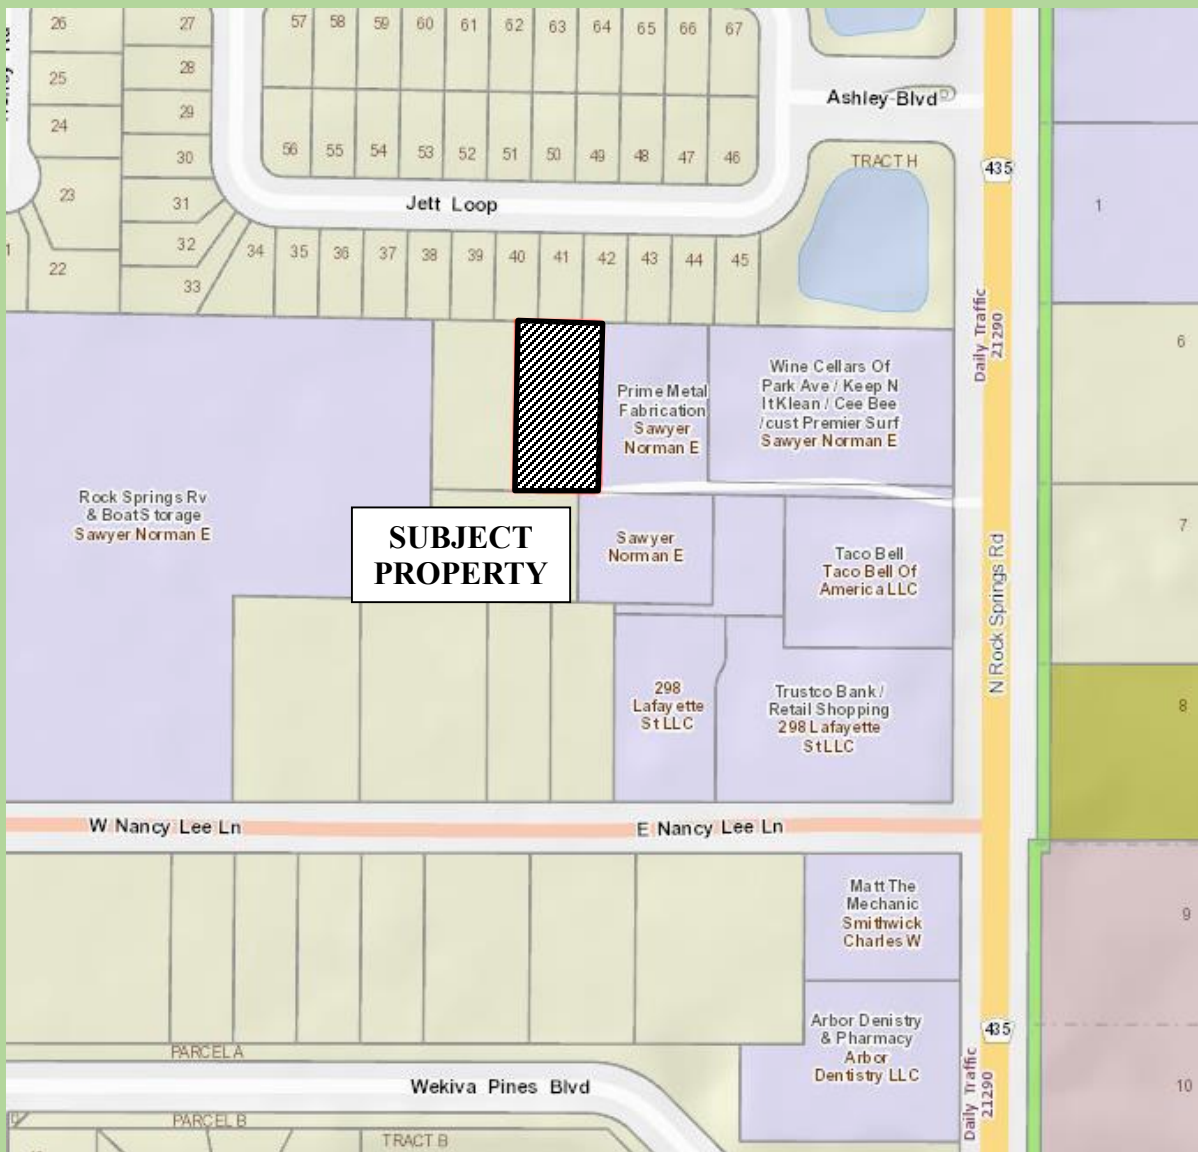 26
27
57
58
59
60
61
62
63
64
65
66
67
25
28
24
29
Ashley Blvd
30
56
55
54
53
52
51
50
49
48
47
46
TRACT H
435
23
31
Jett Loop
1
32
22
33
34
35
36
37
38
39
40
41
42
43
44
45
1
Daily Traffic
21290
6
Prime Metal
Fabrication
Sawyer
Norman E
Wine Cellars Of
Park Ave / Keep N
It Klean / Cee Bee
/cust Premier Surf
Sawyer Norman E
Rock Springs Rv
& Boat Storage
Sawyer Norman E
SUBJECT
PROPERTY
Sawyer
Norman E
Taco Bell
Taco Bell Of
America LLC
7
N Rock Springs Rd
298
Lafayette
St LLC
Trustco Bank /
Retail Shopping
298 Lafayette
St LLC
8
W Nancy Lee Ln
E Nancy Lee Ln
Matt The
Mechanic
Smithwick
Charles W
9
Arbor Denistry
& Pharmacy
Arbor
Dentistry LLC
435
Daily Traffic
21290
10
PARCEL A
Wekiva Pines Blvd
PARCEL B
TRACT B